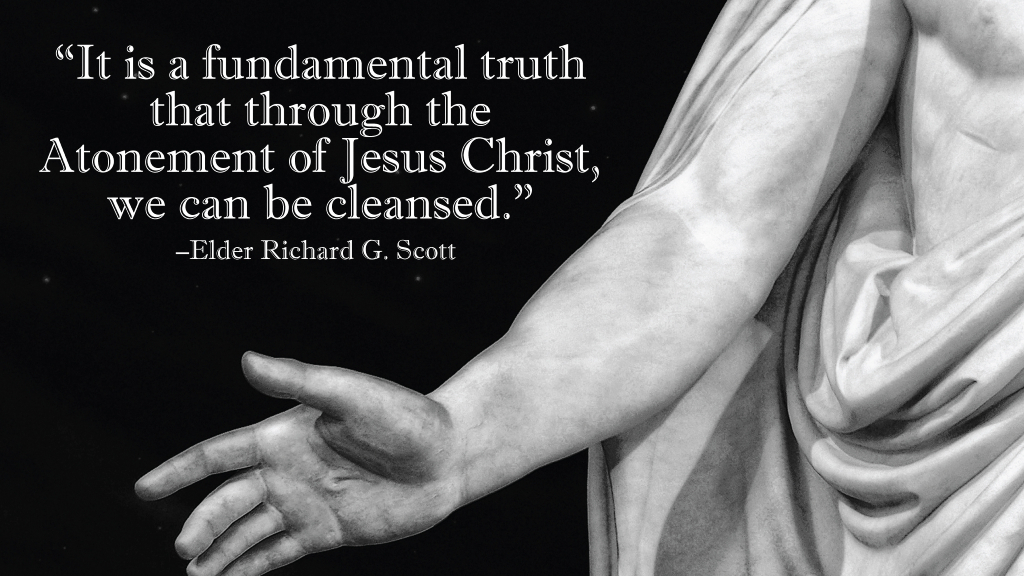 “It is a fundamental truth
that through the
Atonement of Jesus Christ,
we can be cleansed.”
–Elder Richard G. Scott